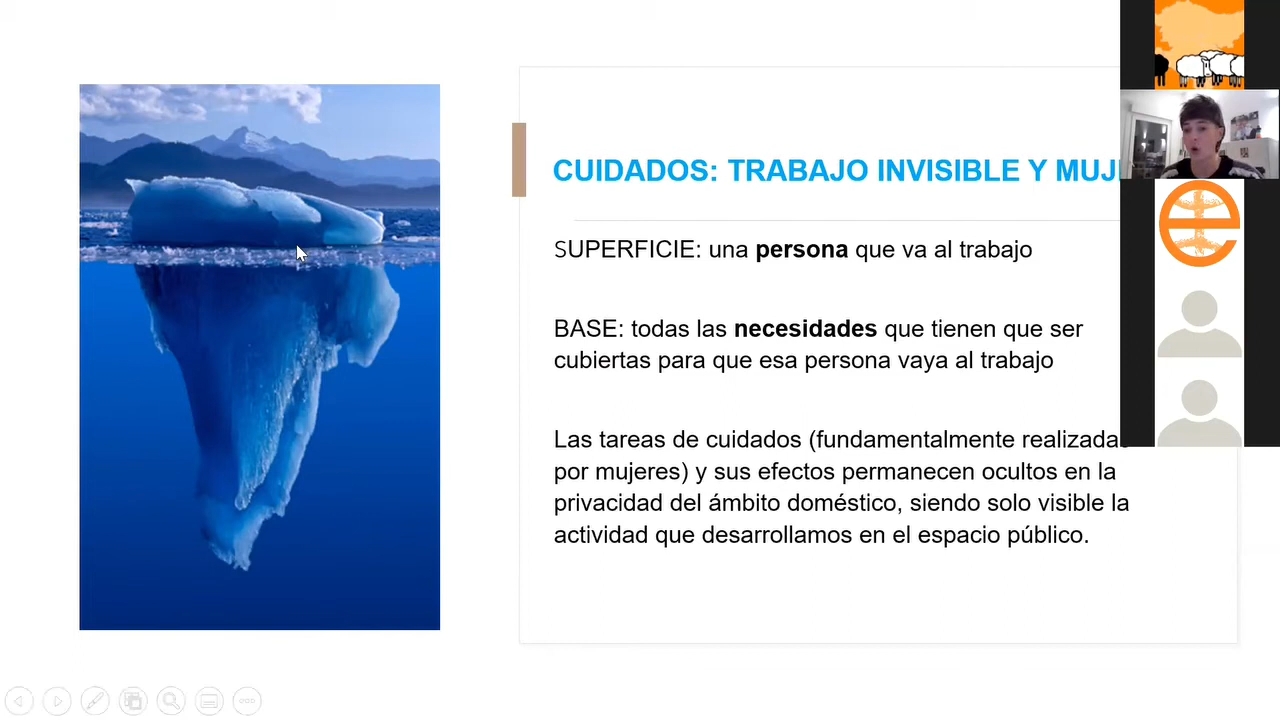 CUIDADOS: TRABAJO INVISIBLE Y
SUPERFICIE: una persona que va al trabajo
BASE: todas las necesidades que tienen que ser
cubiertas para que esa persona vaya al trabajo
Las tareas de cuidados (fundamentalmente realizadas
por mujeres) y sus efectos permanecen ocultos en la
privacidad del ámbito doméstico, siendo solo visible la
actividad que desarrollamos en el espacio público.